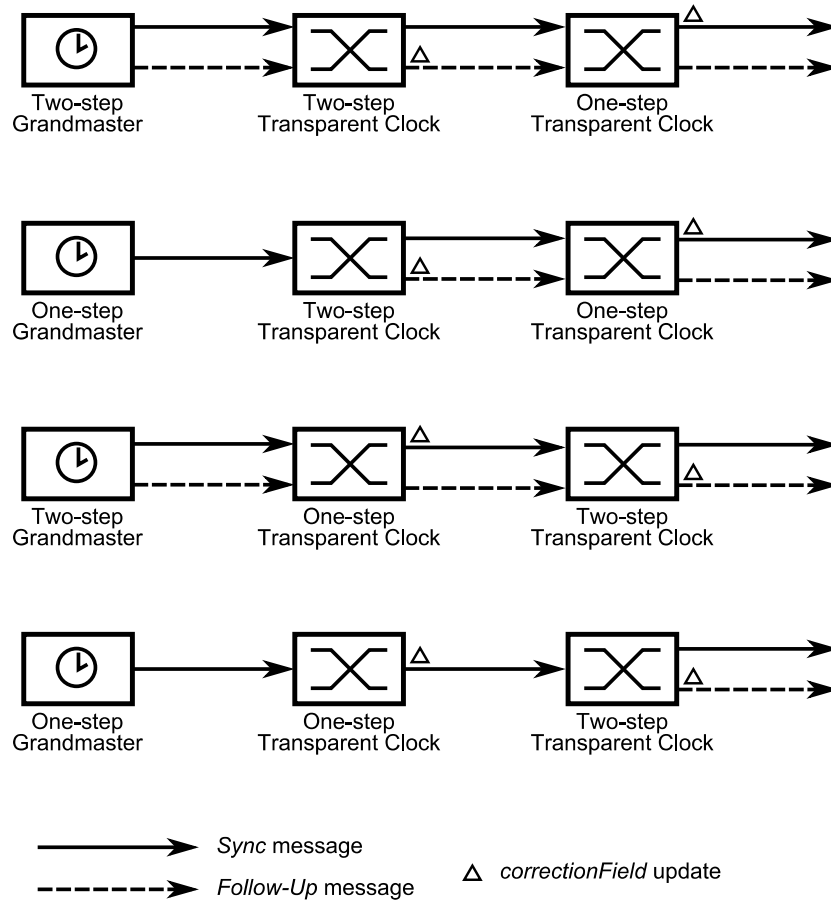 Two-step
Grandmaster
Two-step
Transparent Clock
One-step
Transparent Clock
One-step
Grandmaster
Two-step
Transparent Clock
One-step
Transparent Clock
Two-step
Grandmaster
One-step
Transparent Clock
Two-step
Transparent Clock
One-step
Grandmaster
One-step
Transparent Clock
Two-step
Transparent Clock
Sync message
Follow-Up message
correctionField update